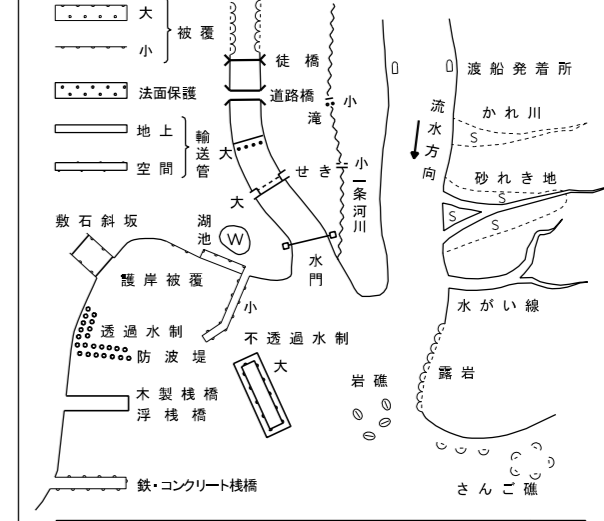 大
小
被覆
法面保護
地上
空間
輸送管
徒橋
道路橋
小
滝
大
せき
小
大
一条河川
水門
渡船発着所
流水方向
かれ川
S
砂れき地
S
S
S
水がい線
敷石斜坂
湖池
W
護岸被覆
小
透過水制
防波堤
不透過水制
大
木製桟橋
浮桟橋
鉄・コンクリート桟橋
岩礁
露岩
さんご礁